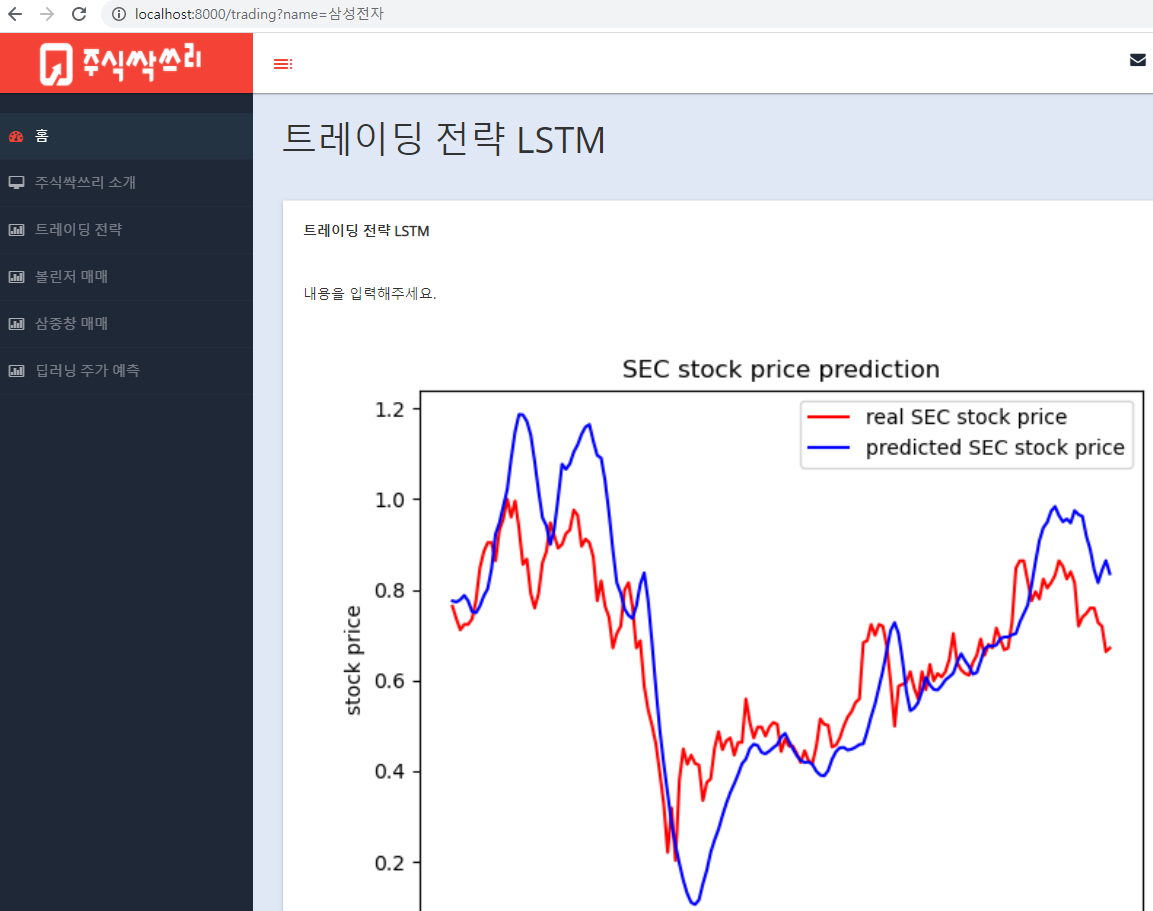 localhost:8000/trading?name=삼성전자
주식싹쓰리
홈
주식싹쓰리 소개
트레이딩 전략
볼린저 매매
삼중창 매매
딥러닝 주가 예측
트레이딩 전략 LSTM
트레이딩 전략 LSTM
내용을 입력해주세요.
SEC stock price prediction
real SEC stock price
predicted SEC stock price
stock price
1.2
1.0
0.8
0.6
0.4
0.2